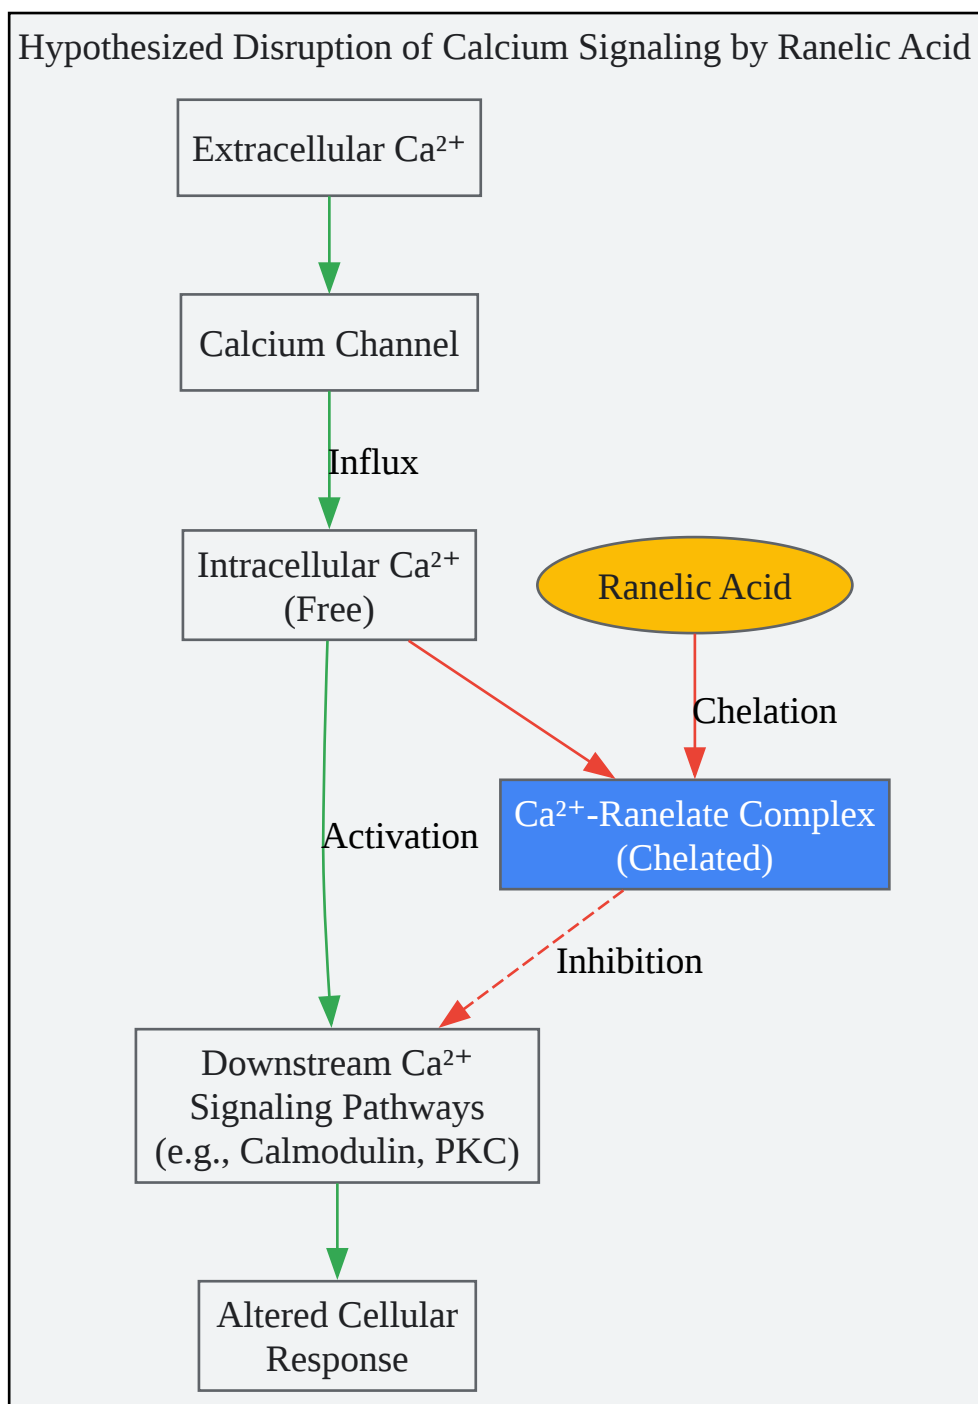 Hypothesized Disruption of Calcium Signaling by Ranelic Acid
Extracellular Ca²⁺
Calcium Channel
Influx
Intracellular Ca²⁺
(Free)
Ranelic Acid
Chelation
Ca²⁺-Ranelate Complex
(Chelated)
Activation
Inhibition
Downstream Ca²⁺
Signaling Pathways
(e.g., Calmodulin, PKC)
Altered Cellular
Response